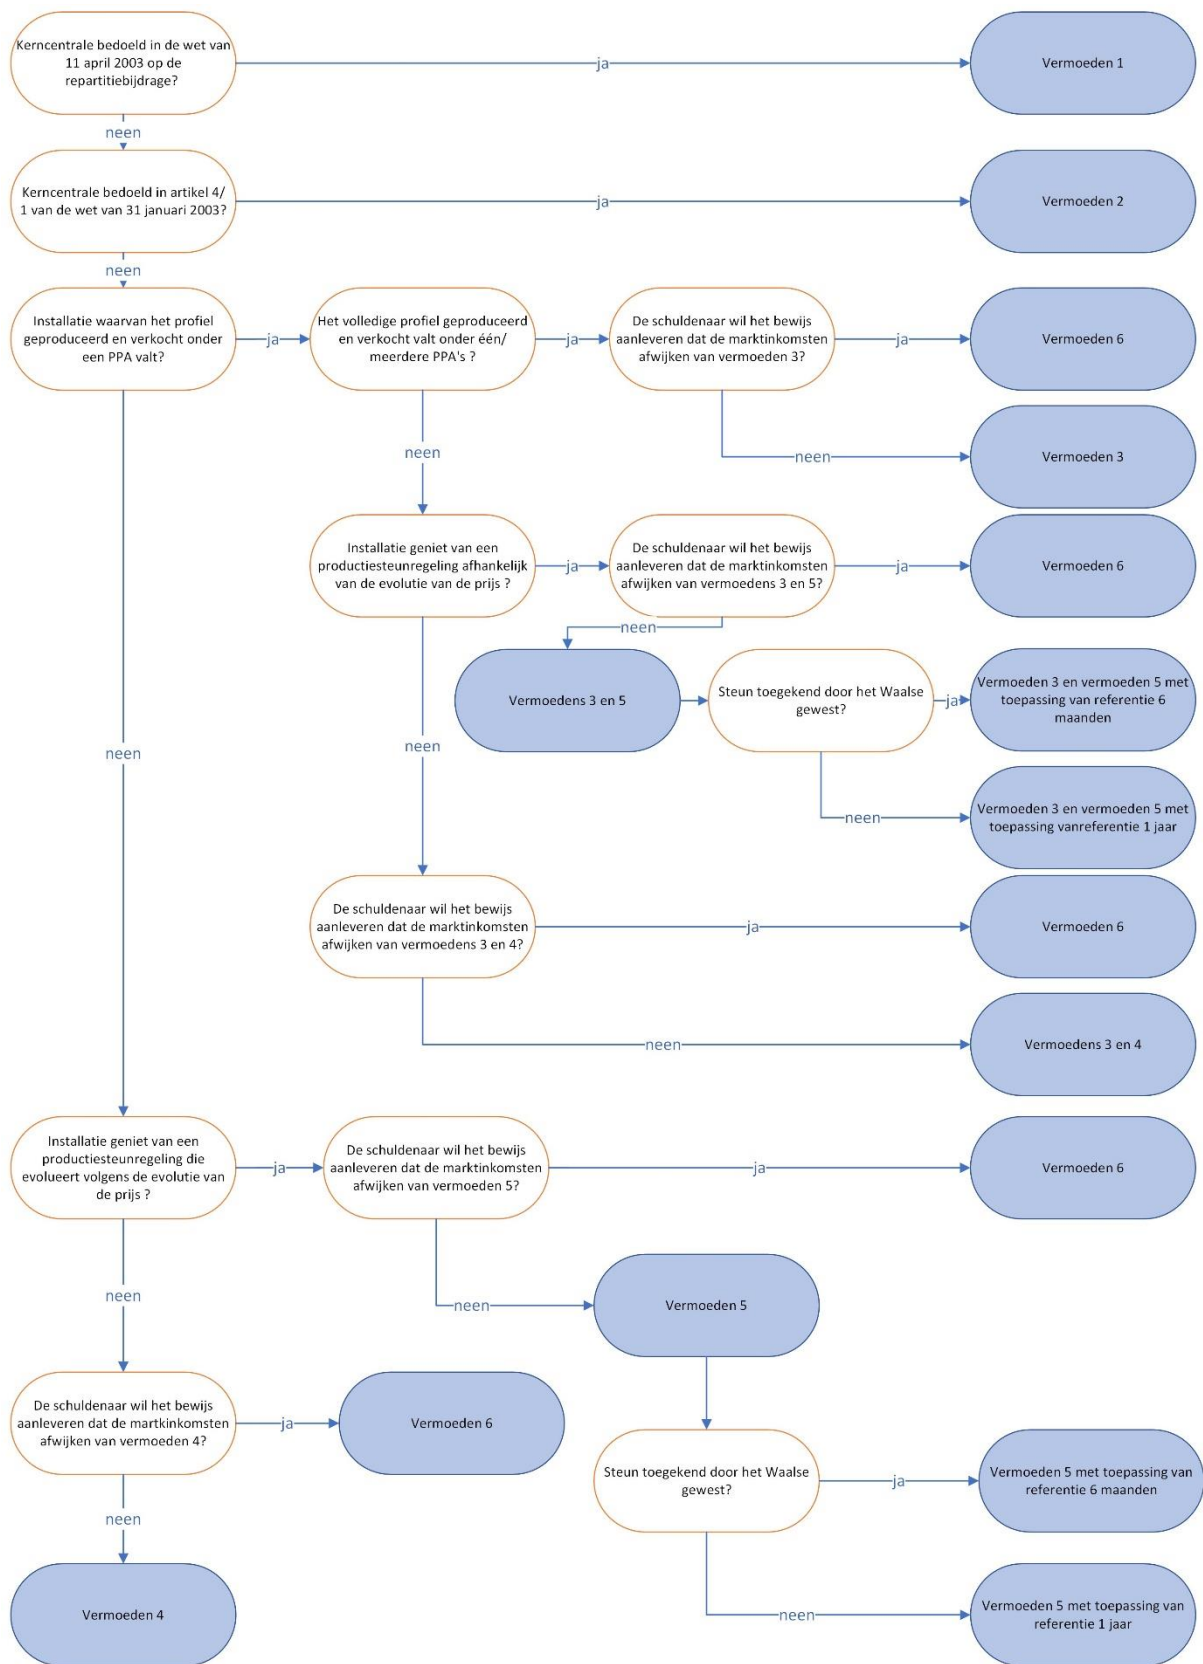 Kerncentrale bedoeld in de wet van
11 april 2003 op de
repartitiebijdrage?
ja
Vermoeden 1
neen
Kerncentrale bedoeld in artikel 4/
1 van de wet van 31 januari 2003?
ja
Vermoeden 2
neen
Installatie waarvan het profiel
geproduceerd en verkocht onder
een PPA valt?
ja
Het volledige profiel geproduceerd
en verkocht valt onder één/
meerdere PPA's ?
ja
De schuldenaar wil het bewijs
aanleveren dat de marktinkomsten
afwijken van vermoeden 3?
ja
Vermoeden 6
neen
neen
Vermoeden 3
Installatie geniet van een
productiesteunregeling afhankelijk
van de evolutie van de prijs ?
ja
De schuldenaar wil het bewijs
aanleveren dat de marktinkomsten
afwijken van vermoedens 3 en 5?
ja
Vermoeden 6
neen
Vermoedens 3 en 5
Steun toegekend door het Waalse
gewest?
ja
Vermoeden 3 en vermoeden 5 met
toepassing van referentie 6
maanden
neen
neen
neen
Vermoeden 3 en vermoeden 5 met
toepassing vanreferentie 1 jaar
De schuldenaar wil het bewijs
aanleveren dat de marktinkomsten
afwijken van vermoedens 3 en 4?
ja
Vermoeden 6
neen
Vermoedens 3 en 4
Installatie geniet van een
productiesteunregeling die
evolueert volgens de evolutie van
de prijs ?
ja
De schuldenaar wil het bewijs
aanleveren dat de marktinkomsten
afwijken van vermoeden 5?
ja
Vermoeden 6
neen
neen
Vermoeden 5
De schuldenaar wil het bewijs
aanleveren dat de martkinkomsten
afwijken van vermoeden 4?
ja
Vermoeden 6
Steun toegekend door het Waalse
gewest?
ja
Vermoeden 5 met toepassing van
referentie 6 maanden
neen
Vermoeden 4
neen
Vermoeden 5 met toepassing van
referentie 1 jaar